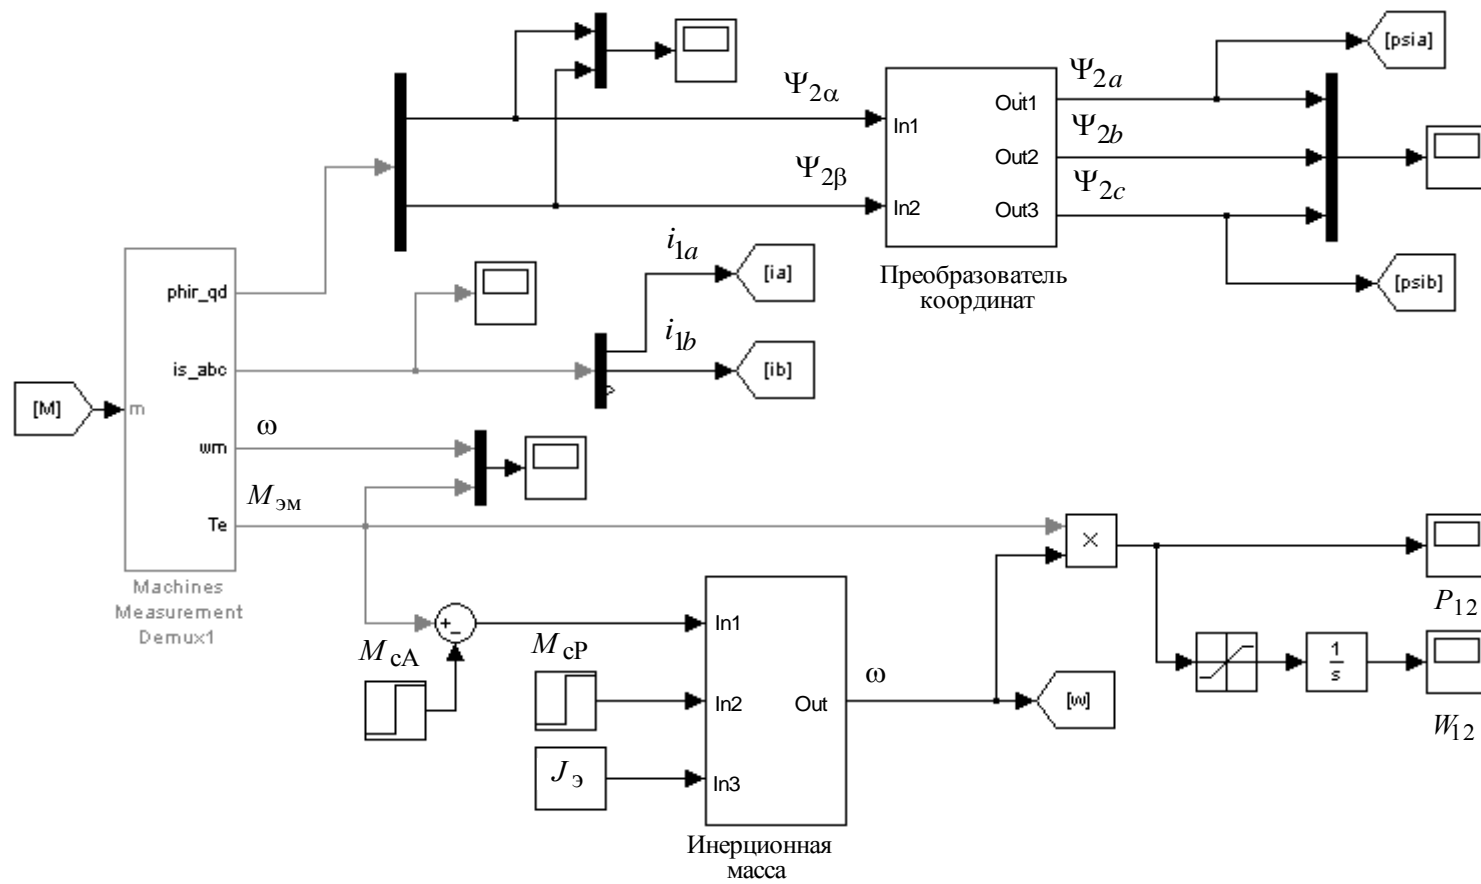 [psia]
Ψ2a
Ψ2α
Out1
In1
Ψ2b
Out2
Ψ2β
Ψ2c
In2
Out3
i1a
[ia]
Преобразователь
координат
[psib]
phir_qd
i1b
is_abc
[ib]
[M]
m
ω
wm
Mэм
Te
×
Machines
Measurement
Demux1
+
−
In1
P12
MсА
MсР
ω
1
s
In2
Out
[w]
W12
Jэ
In3
Инерционная
масса